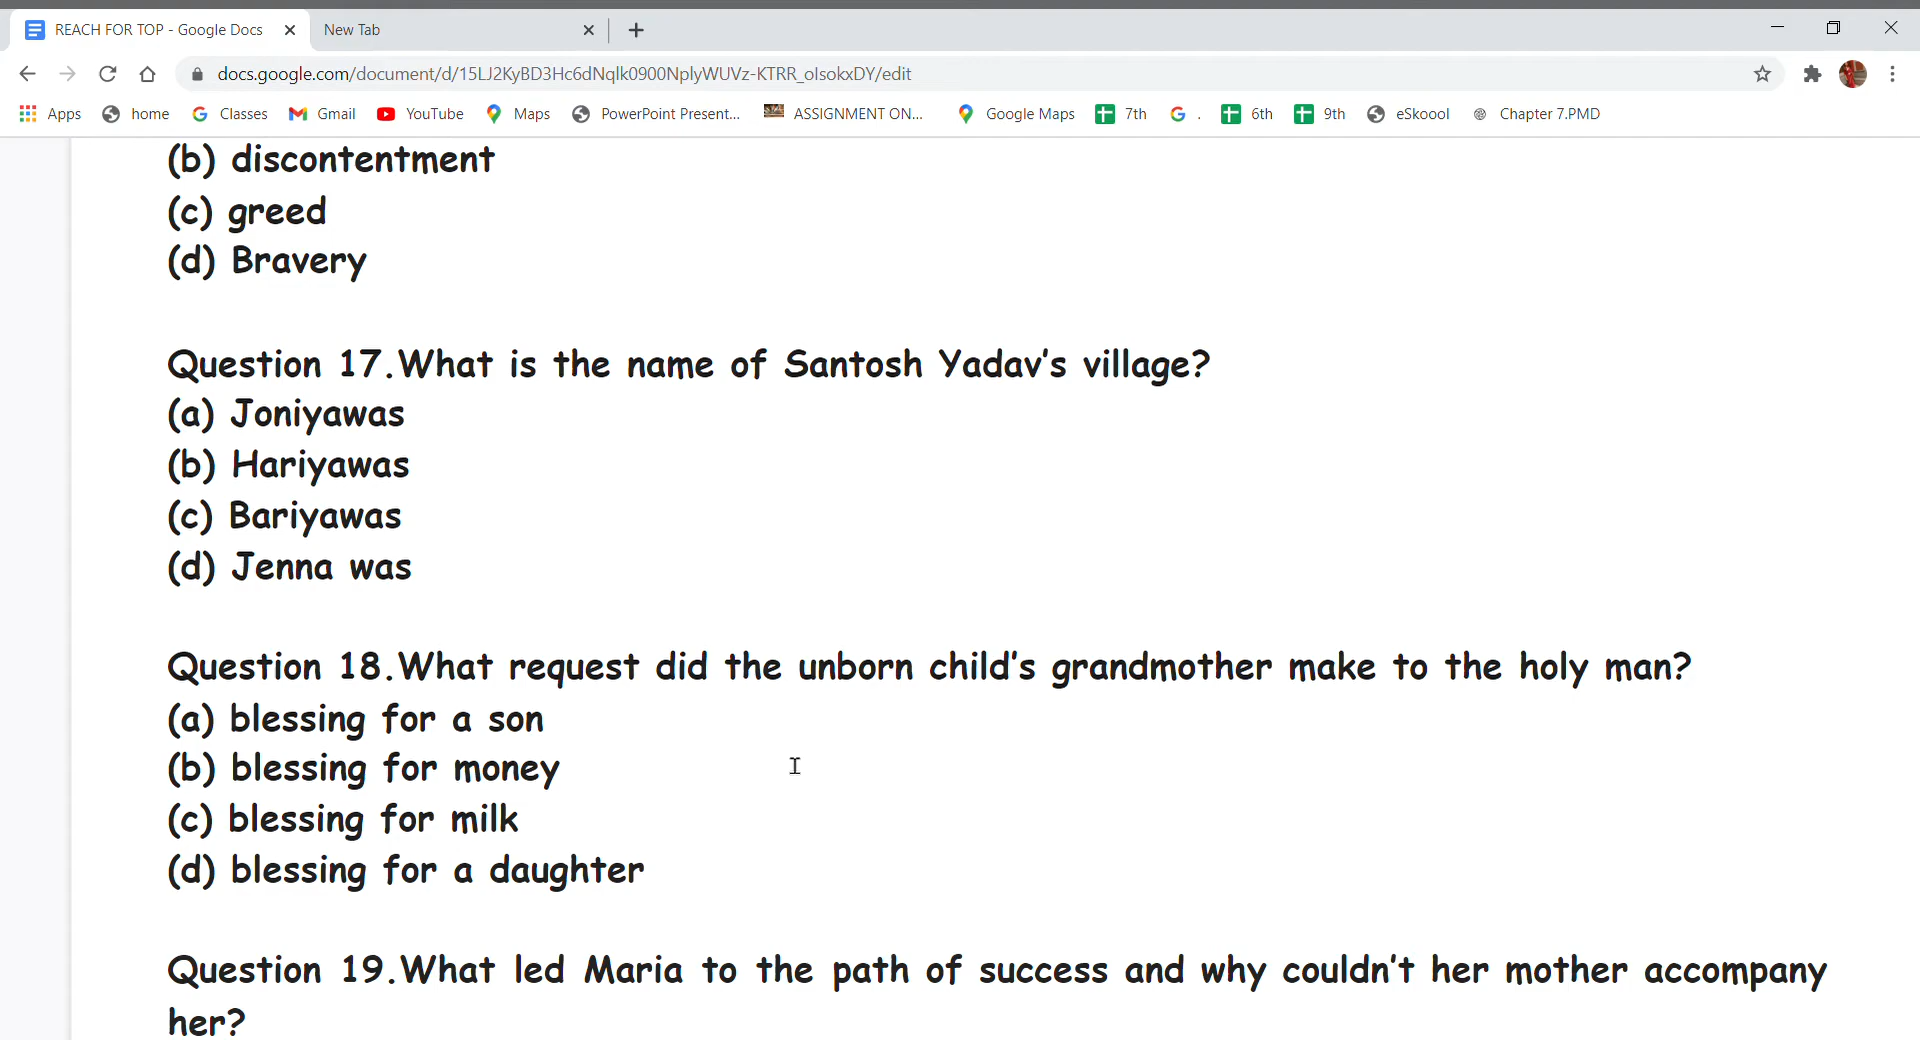 REACH FOR TOP - Google Docs New Tab
docs.google.com/document/d/15LJ2KyBD3Hc6dNqlk0900NplyWUVz-KTRR_olsokxDY/edit
Apps home Classes Gmail YouTube Maps PowerPoint Present... ASSIGNMENT ON... Google Maps 7th . 6th 9th eSkoool Chapter 7.PMD
(b) discontentment
(c) greed
(d) Bravery
Question 17.What is the name of Santosh Yadav's village?
(a) Joniyawas
(b) Hariyawas
(c) Bariyawas
(d) Jenna was
Question 18.What request did the unborn child's grandmother make to the holy man?
(a) blessing for a son
(b) blessing for money
(c) blessing for milk
(d) blessing for a daughter
Question 19.What led Maria to the path of success and why couldn't her mother accompany
her?